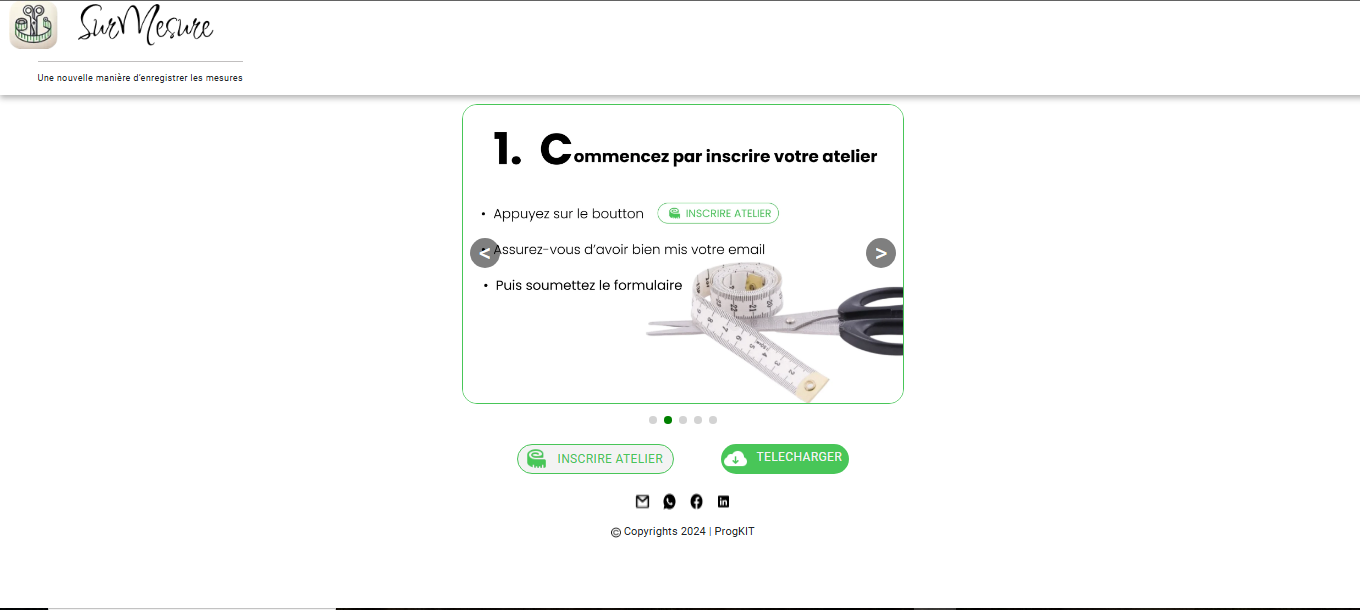 SurMesure
Une nouvelle manière d'enregistrer les mesures
1. Commencez par inscrire votre atelier
• Appuyez sur le boutton INSCRIRE ATELIER
• Assurez-vous d'avoir bien mis votre email
< >
• Puis soumettez le formulaire
INSCRIRE ATELIER TELECHARGER
© Copyrights 2024 | ProgKIT